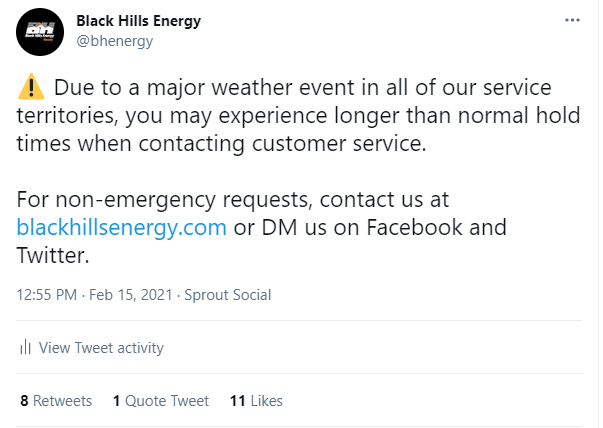 Black Hills Energy
@bhenergy
⚠️ Due to a major weather event in all of our service
territories, you may experience longer than normal hold
times when contacting customer service.
For non-emergency requests, contact us at
blackhillsenergy.com or DM us on Facebook and
Twitter.
12:55 PM · Feb 15, 2021 · Sprout Social
View Tweet activity
8 Retweets 1 Quote Tweet 11 Likes